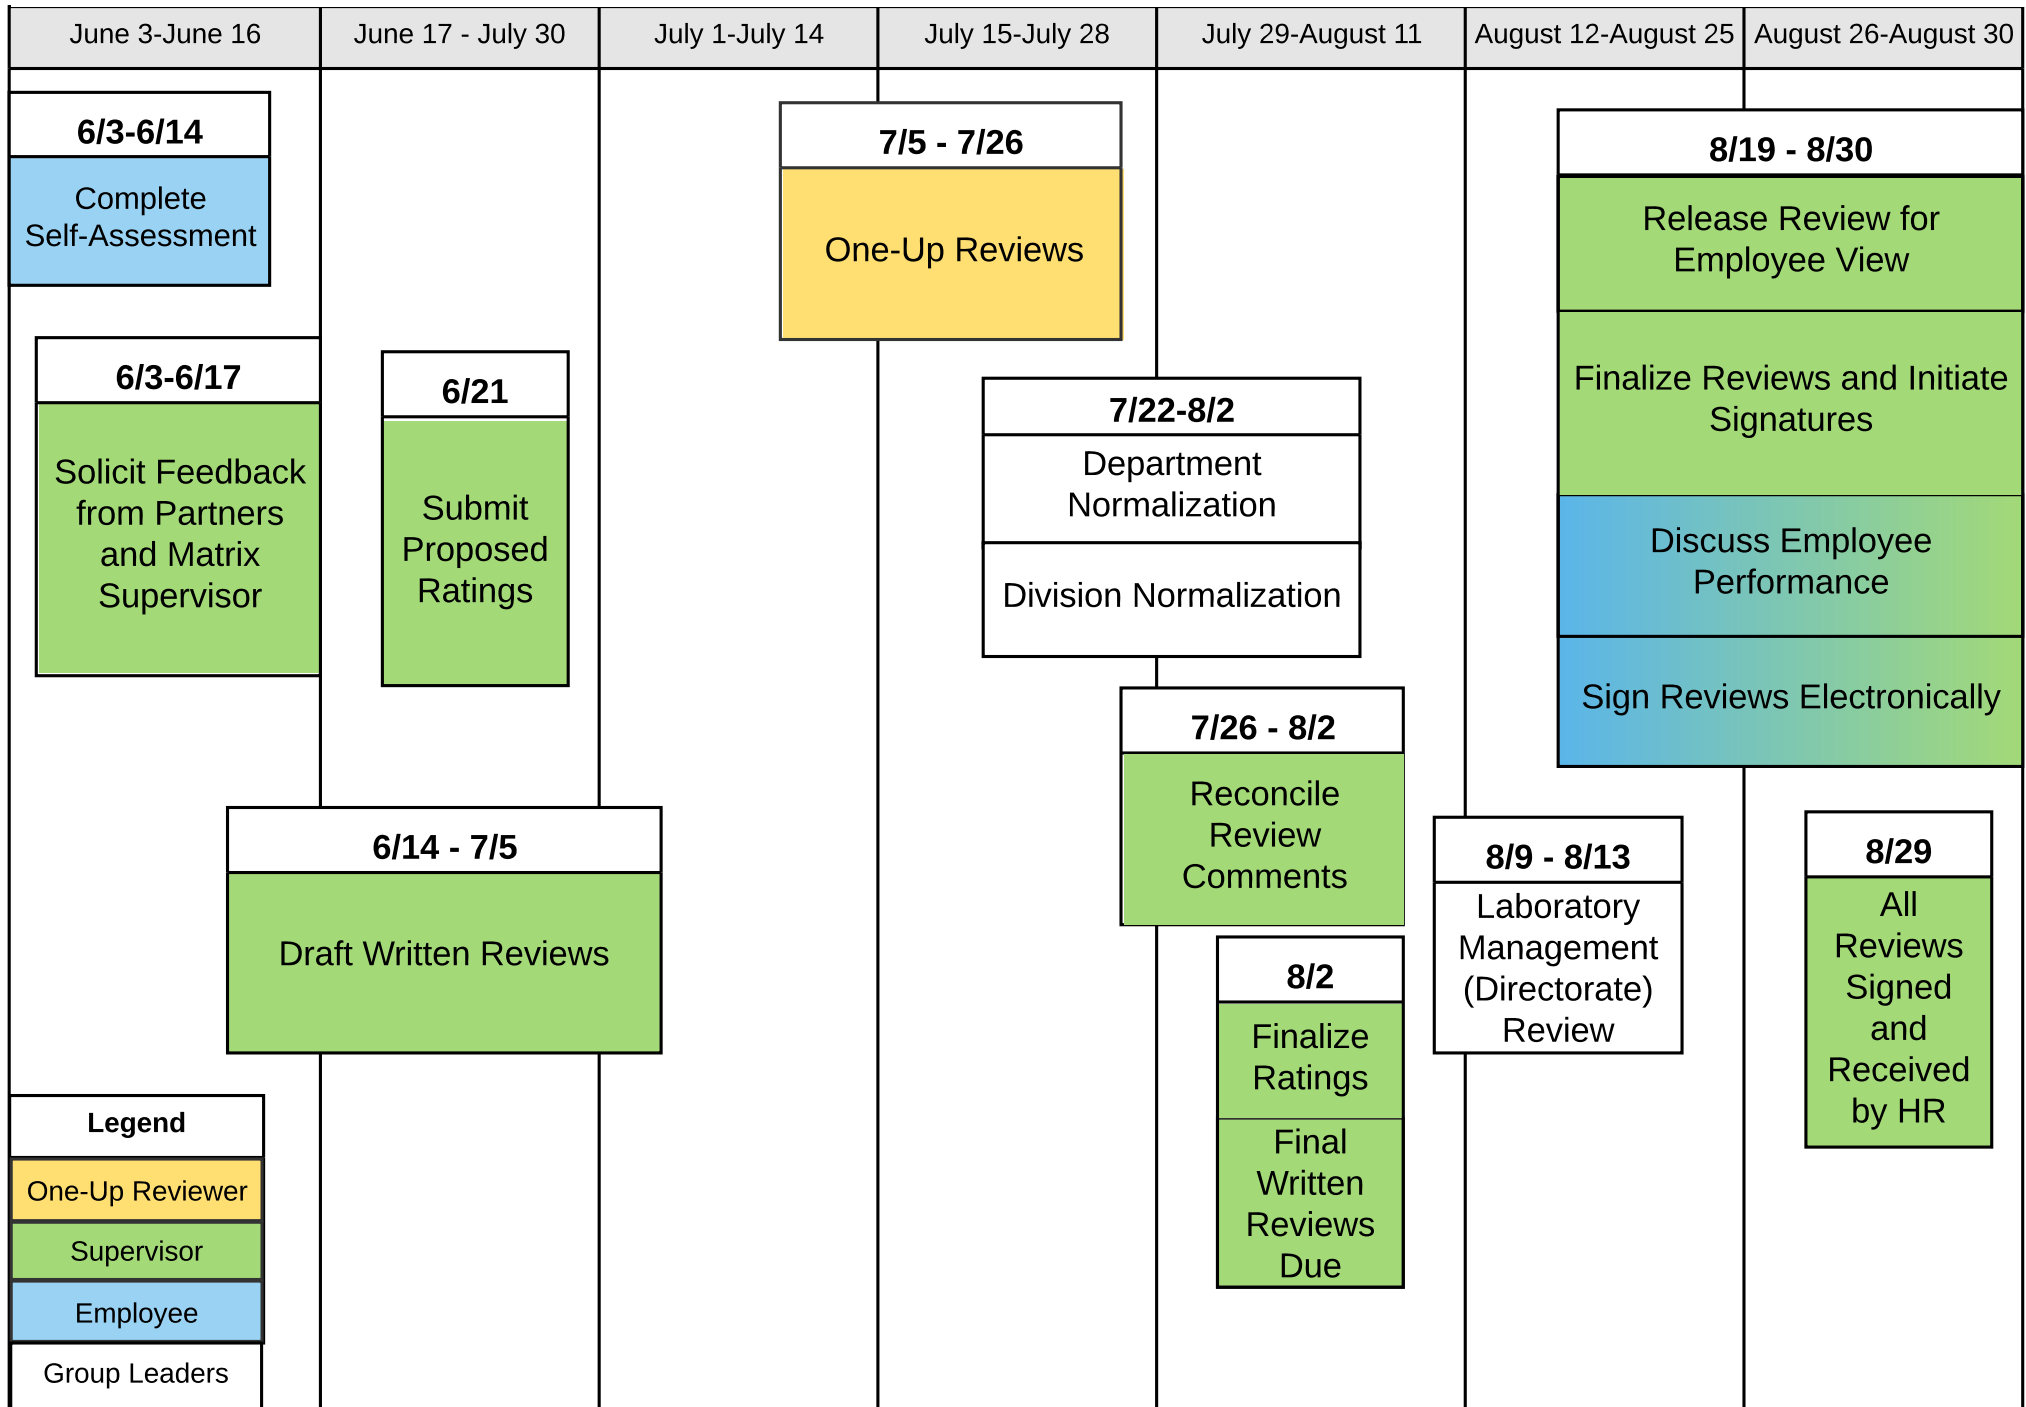 June 3-June 16
June 17 - July 30
July 1-July 14
July 15-July 28
July 29-August 11
August 12-August 25
August 26-August 30
6/3-6/14
Complete
Self-Assessment
7/5 - 7/26
One-Up Reviews
8/19 - 8/30
Release Review for
Employee View
Finalize Reviews and Initiate
Signatures
Discuss Employee
Performance
Sign Reviews Electronically
6/3-6/17
Solicit Feedback
from Partners
and Matrix
Supervisor
6/21
Submit
Proposed
Ratings
7/22-8/2
Department
Normalization
Division Normalization
7/26 - 8/2
Reconcile
Review
Comments
6/14 - 7/5
Draft Written Reviews
8/9 - 8/13
Laboratory
Management
(Directorate)
Review
8/29
All
Reviews
Signed
and
Received
by HR
8/2
Finalize
Ratings
Final
Written
Reviews
Due
Legend
One-Up Reviewer
Supervisor
Employee
Group Leaders